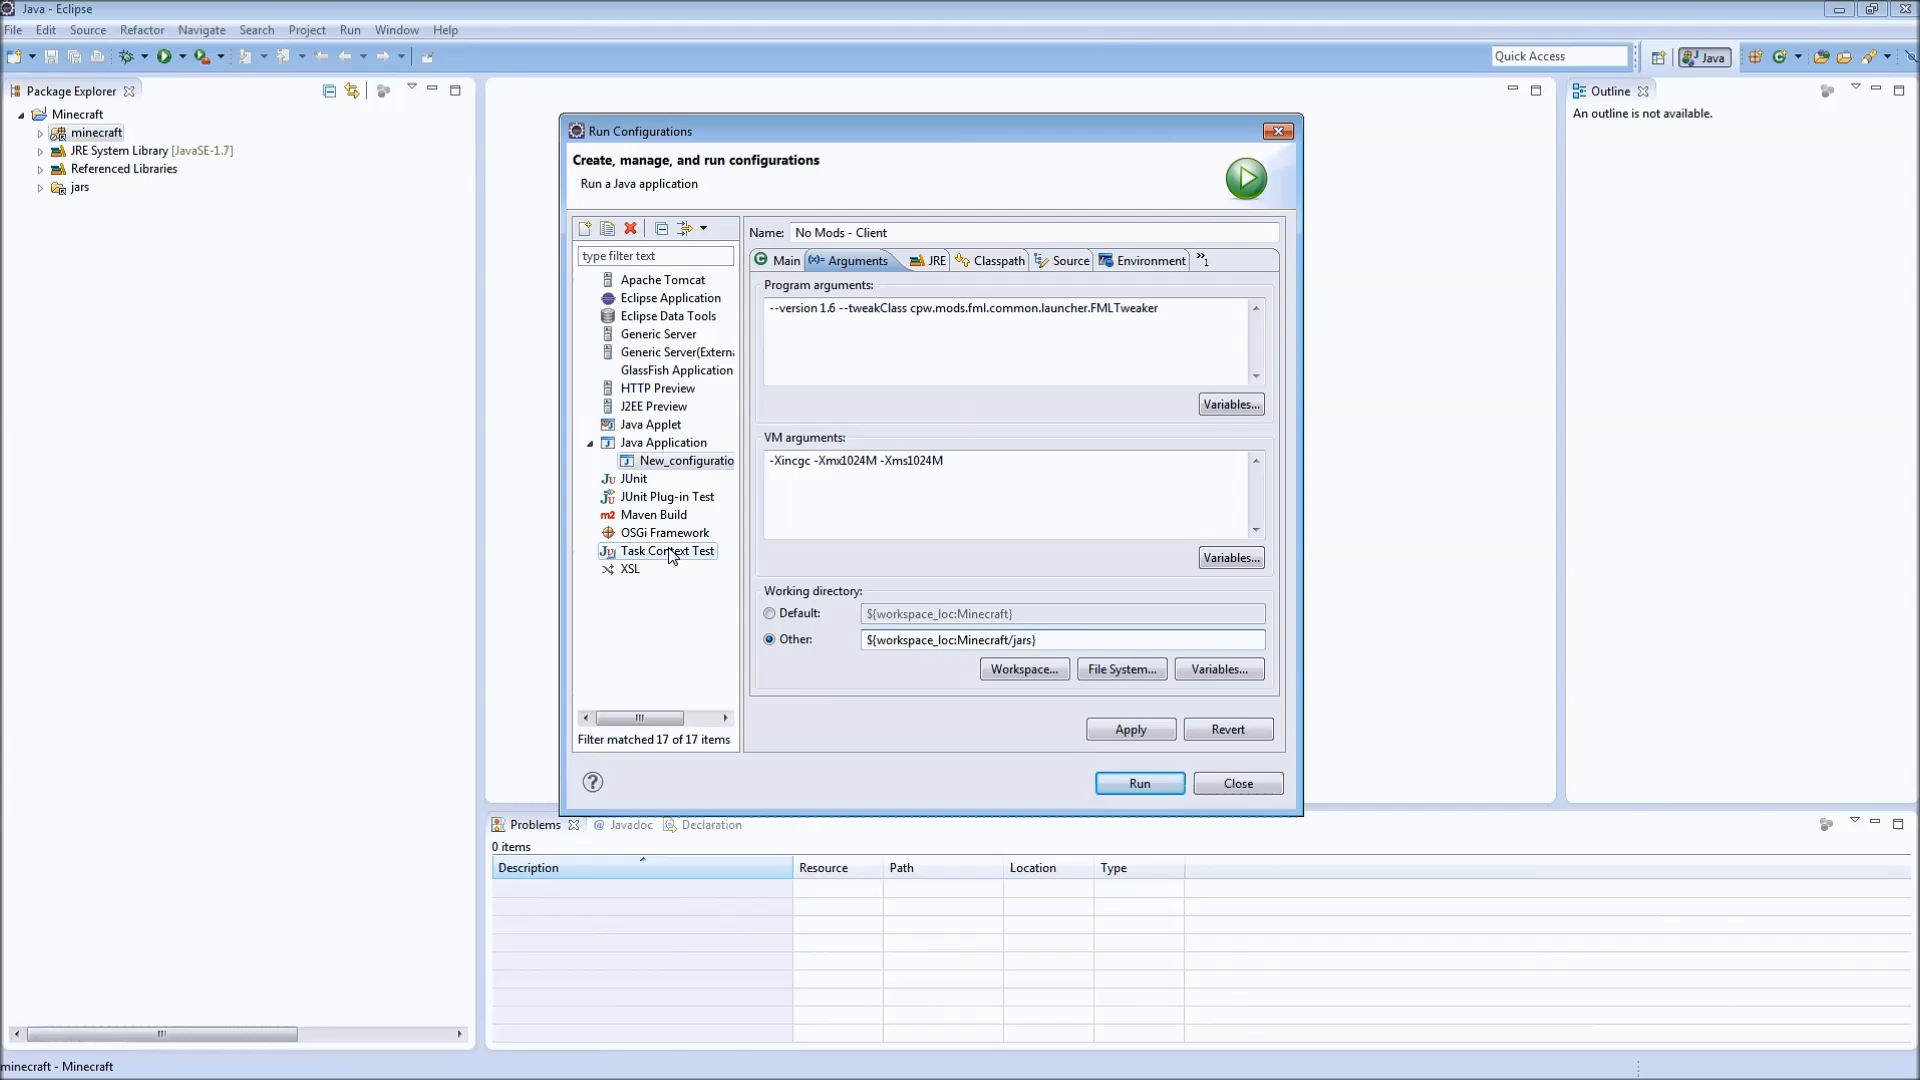 Java - Eclipse
File Edit Source Refactor Navigate Search Project Run Window Help
Quick Access
Java
Package Explorer
Minecraft
minecraft
JRE System Library [JavaSE-1.7]
Referenced Libraries
jars
Outline
An outline is not available.
Run Configurations
Create, manage, and run configurations
Run a Java application
type filter text
Apache Tomcat
Eclipse Application
Eclipse Data Tools
Generic Server
Generic Server(Extern
GlassFish Application
HTTP Preview
J2EE Preview
Java Applet
Java Application
New_configuratio
JUnit
JUnit Plug-in Test
Maven Build
OSGi Framework
Task Context Test
XSL
Filter matched 17 of 17 items
Name: No Mods - Client
Main (x)= Arguments JRE Classpath Source Environment »1
Program arguments:
--version 1.6 --tweakClass cpw.mods.fml.common.launcher.FMLTweaker
Variables...
VM arguments:
-Xincgc -Xmx1024M -Xms1024M
Variables...
Working directory:
Default: ${workspace_loc:Minecraft}
Other: ${workspace_loc:Minecraft/jars}
Workspace... File System... Variables...
Apply Revert
Run Close
Problems @ Javadoc Declaration
0 items
Description Resource Path Location Type
minecraft - Minecraft